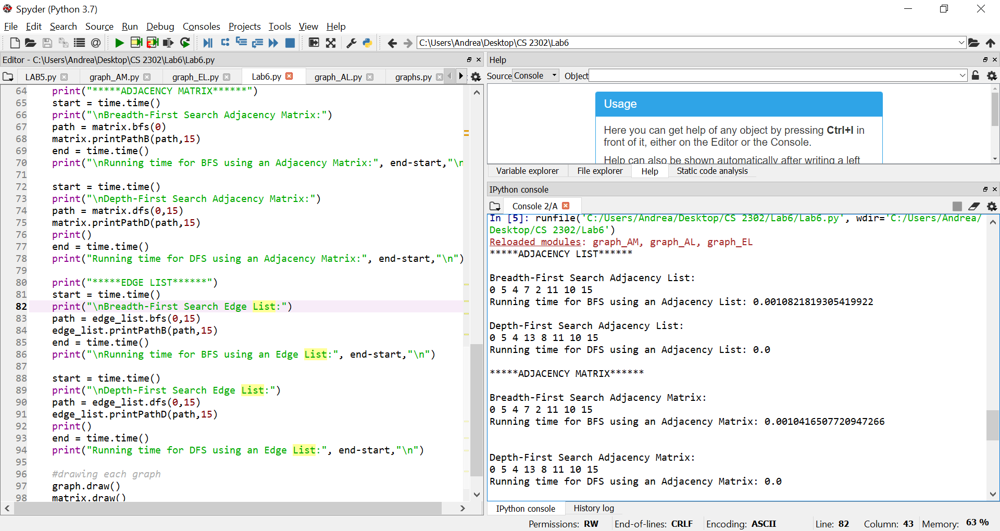 Spyder (Python 3.7)
File Edit Search Source Run Debug Consoles Projects Tools View Help
C:\Users\Andrea\Desktop\CS 2302\Lab6
Editor - C:\Users\Andrea\Desktop\CS 2302\Lab6\Lab6.py
LAB5.py graph_AM.py graph_EL.py Lab6.py graph_AL.py graphs.py
64 print("*****ADJACENCY MATRIX******")
65 start = time.time()
66 print("\nBreadth-First Search Adjacency Matrix:")
67 path = matrix.bfs(0)
68 matrix.printPathB(path,15)
69 end = time.time()
70 print("\nRunning time for BFS using an Adjacency Matrix:", end-start,"\n
71
72 start = time.time()
73 print("\nDepth-First Search Adjacency Matrix:")
74 path = matrix.dfs(0,15)
75 matrix.printPathD(path,15)
76 print()
77 end = time.time()
78 print("Running time for DFS using an Adjacency Matrix:", end-start,"\n")
79
80 print("*****EDGE LIST******")
81 start = time.time()
82 print("\nBreadth-First Search Edge List:")
83 path = edge_list.bfs(0,15)
84 edge_list.printPathB(path,15)
85 end = time.time()
86 print("\nRunning time for BFS using an Edge List:", end-start,"\n")
87
88 start = time.time()
89 print("\nDepth-First Search Edge List:")
90 path = edge_list.dfs(0,15)
91 edge_list.printPathD(path,15)
92 print()
93 end = time.time()
94 print("Running time for DFS using an Edge List:", end-start,"\n")
95
96 #drawing each graph
97 graph.draw()
98 matrix.draw()
Help
Source Console Object
Usage
Here you can get help of any object by pressing Ctrl+I in
front of it, either on the Editor or the Console.
Help can also be shown automatically after writing a left
Variable explorer File explorer Help Static code analysis
IPython console
Console 2/A
In [5]: runfile('C:/Users/Andrea/Desktop/CS 2302/Lab6/Lab6.py', wdir='C:/Users/Andrea/
Desktop/CS 2302/Lab6')
Reloaded modules: graph_AM, graph_AL, graph_EL
*****ADJACENCY LIST******
Breadth-First Search Adjacency List:
0 5 4 7 2 11 10 15
Running time for BFS using an Adjacency List: 0.0010821819305419922
Depth-First Search Adjacency List:
0 5 4 13 8 11 10 15
Running time for DFS using an Adjacency List: 0.0
*****ADJACENCY MATRIX******
Breadth-First Search Adjacency Matrix:
0 5 4 7 2 11 10 15
Running time for BFS using an Adjacency Matrix: 0.0010416507720947266
Depth-First Search Adjacency Matrix:
0 5 4 13 8 11 10 15
Running time for DFS using an Adjacency Matrix: 0.0
IPython console History log
Permissions: RW End-of-lines: CRLF Encoding: ASCII Line: 82 Column: 43 Memory: 63 %